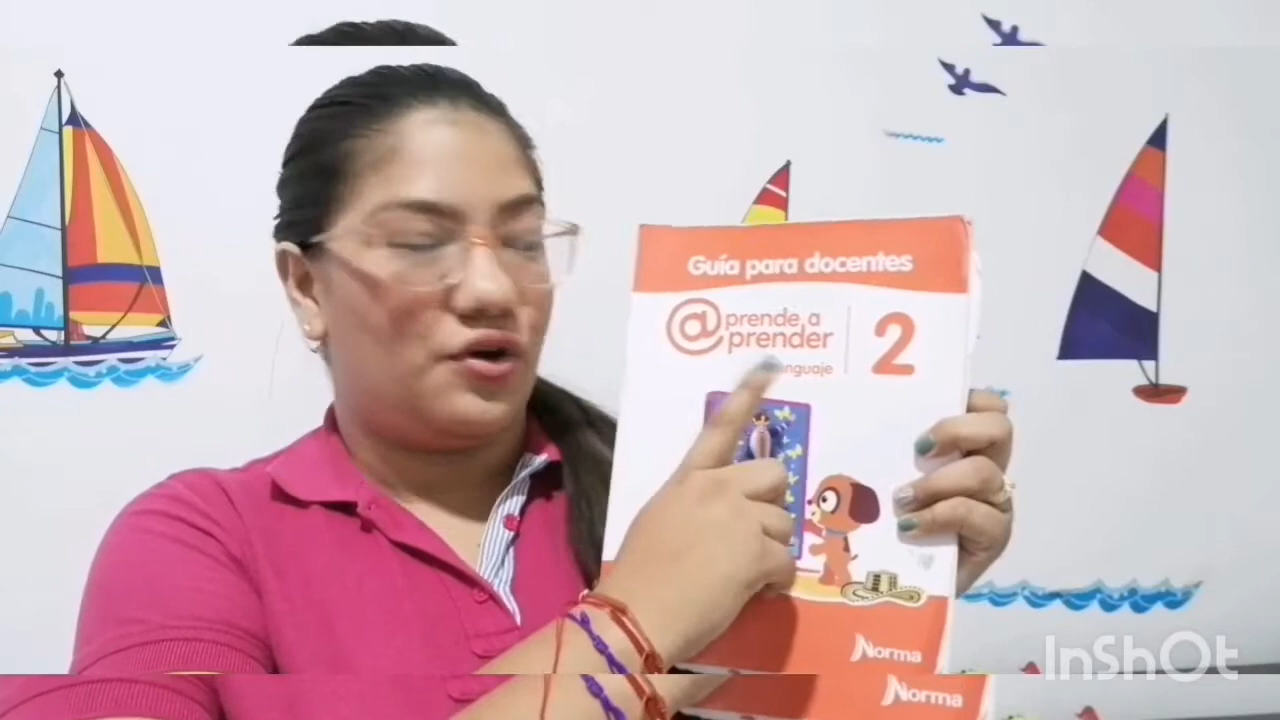 Guía para docentes
@prende a
@prender
2
Norma
Norma
InShOt